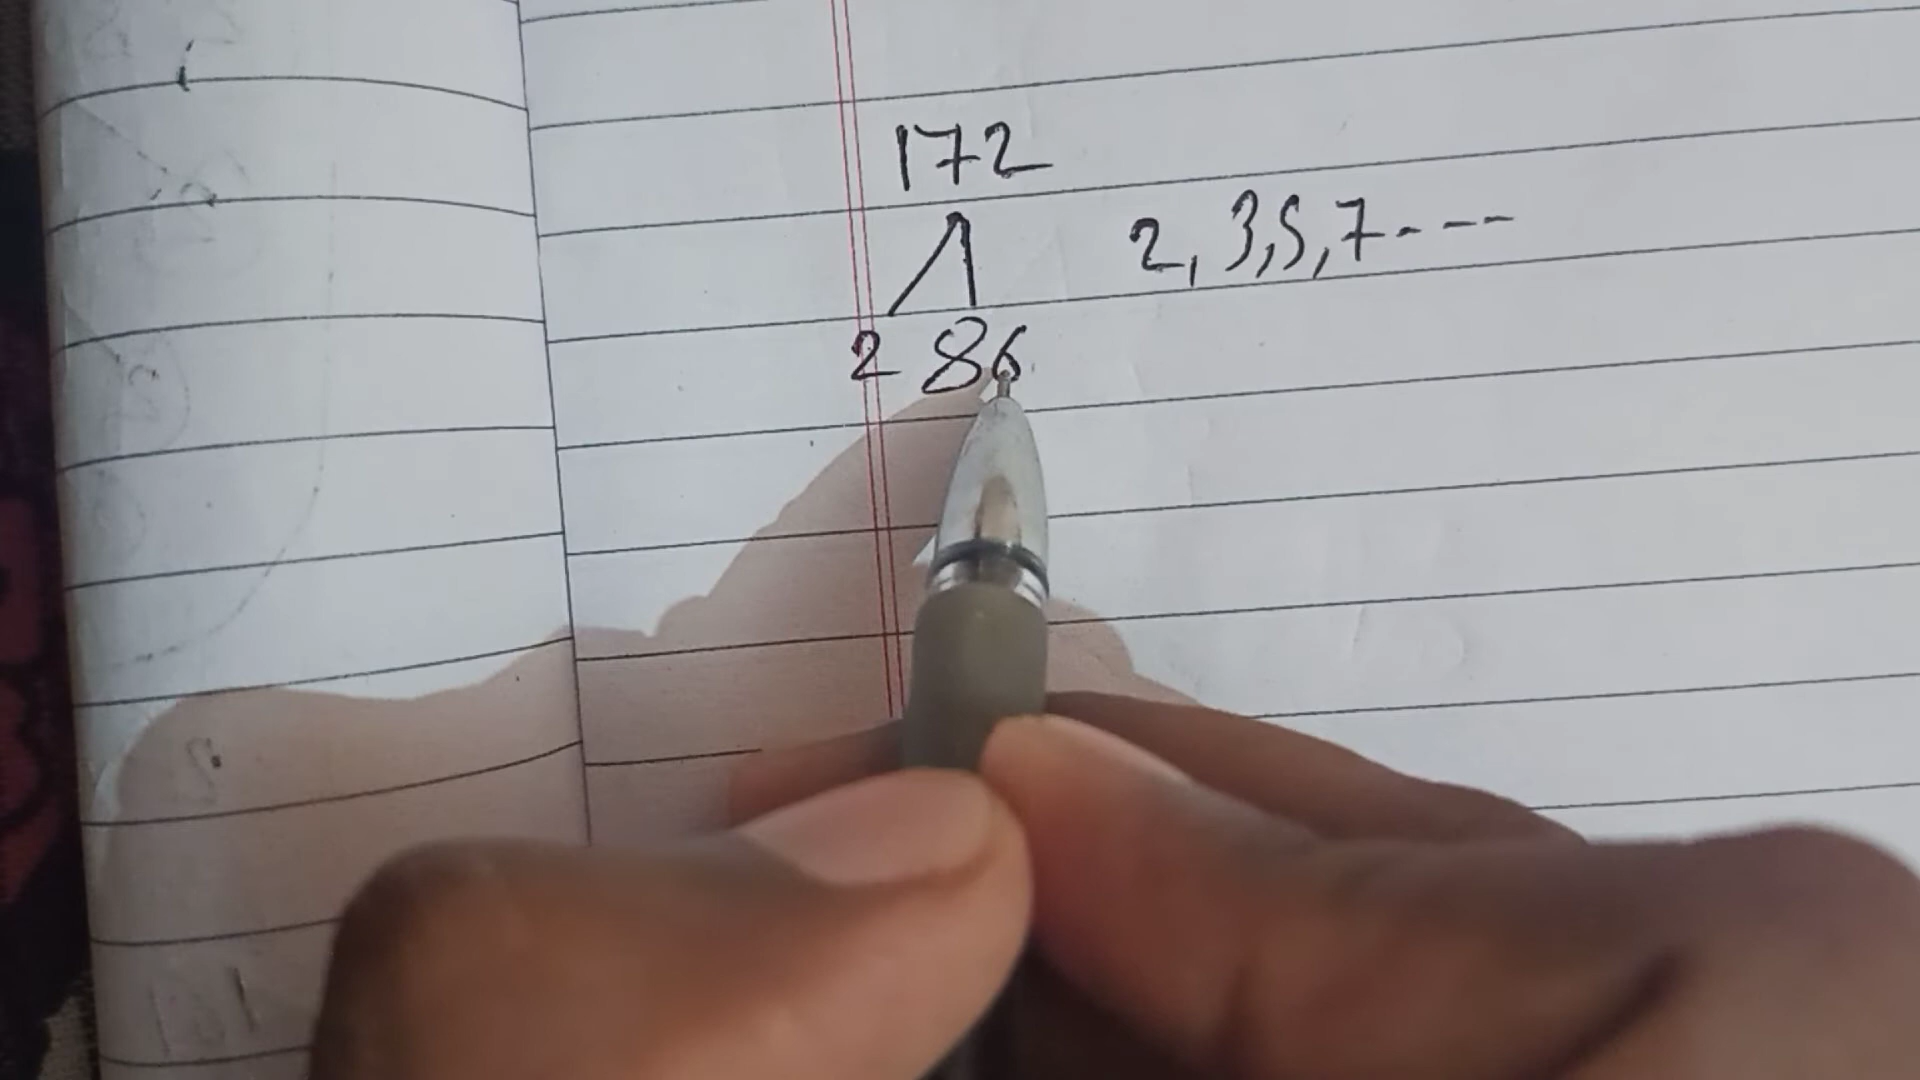 172
2, 3, 5, 7----
2 86